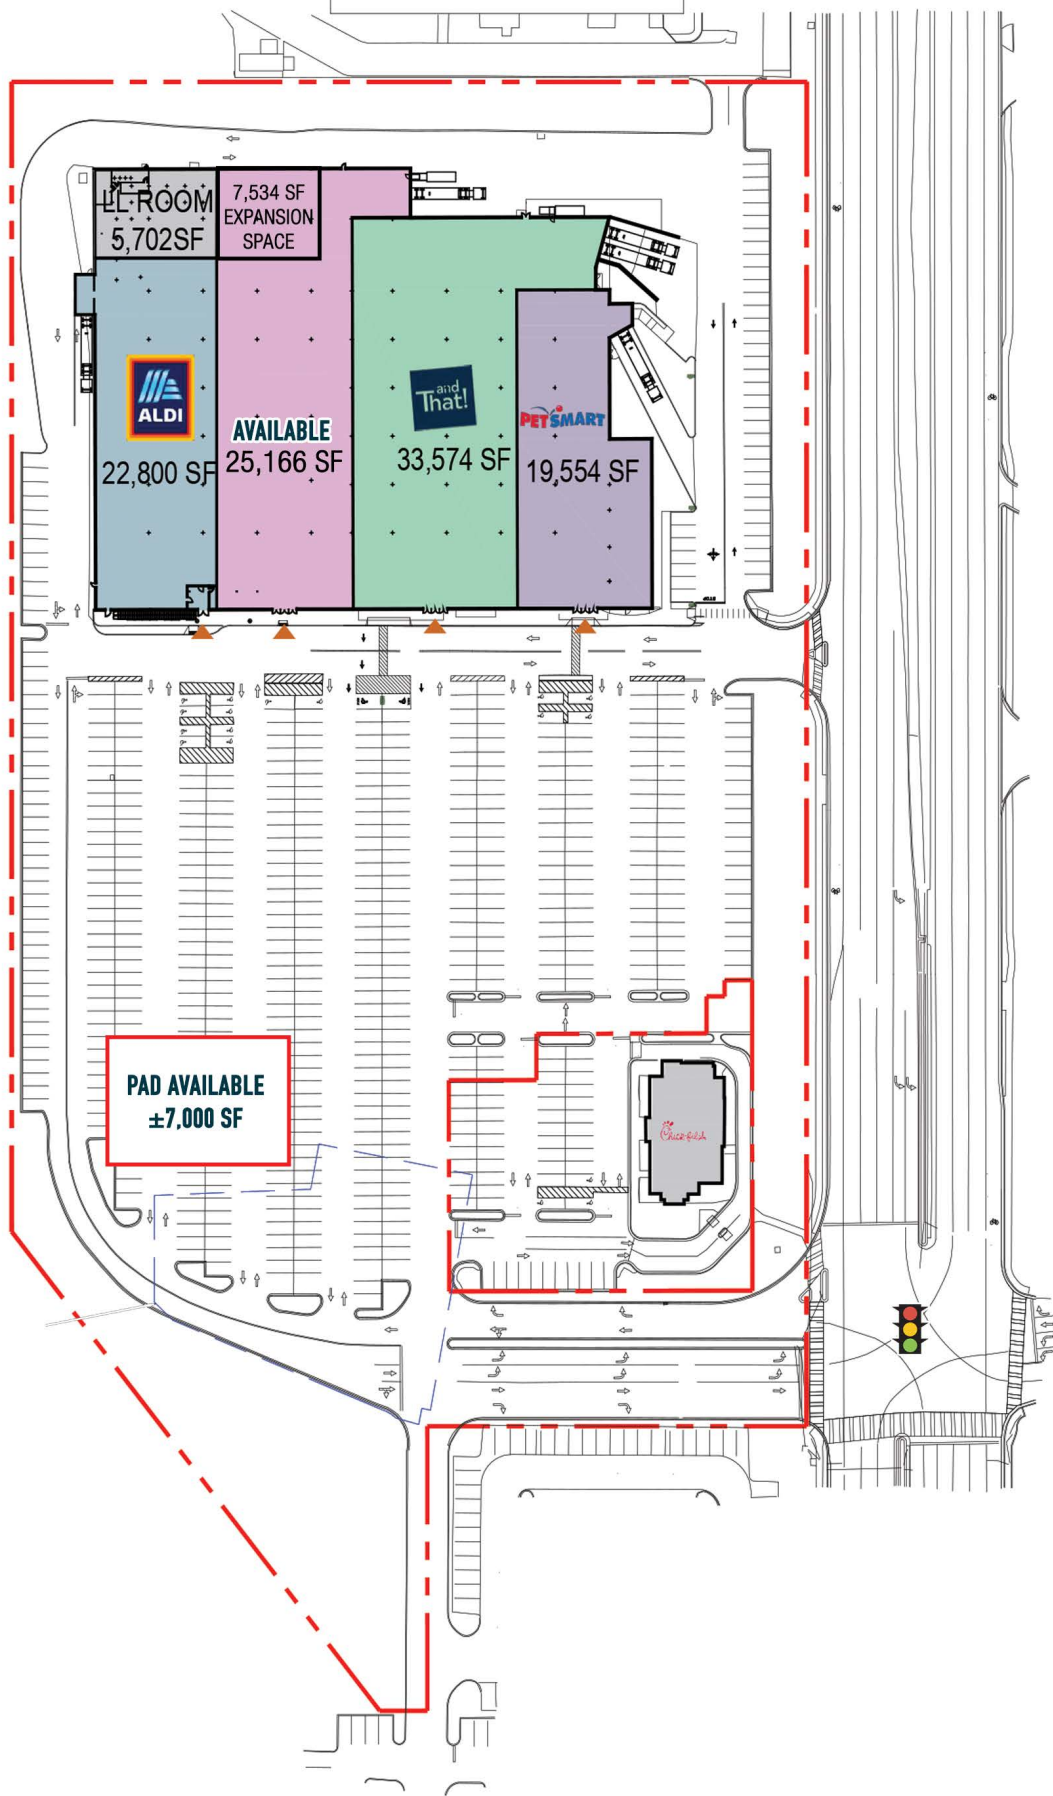 LL ROOM
5,702SF
7,534 SF
EXPANSION
SPACE
ALDI
22,800 SF
AVAILABLE
25,166 SF
and
That!
33,574 SF
PETSMART
19,554 SF
STOP
PAD AVAILABLE
±7,000 SF
Chick-fil-A